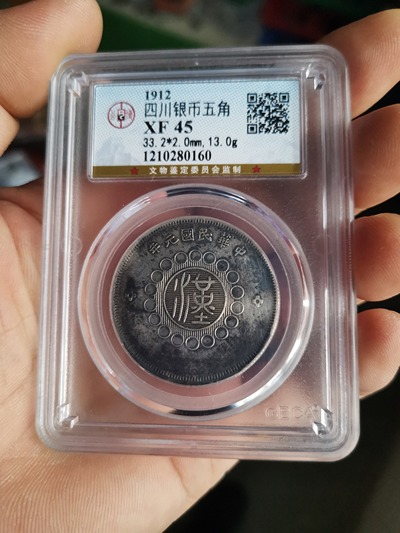 1912
四川银币五角
XF 45
33.2*2.0mm,13.0g
1210280160
★ 文物鉴定委员会监制 ★
年元國民華中
漢